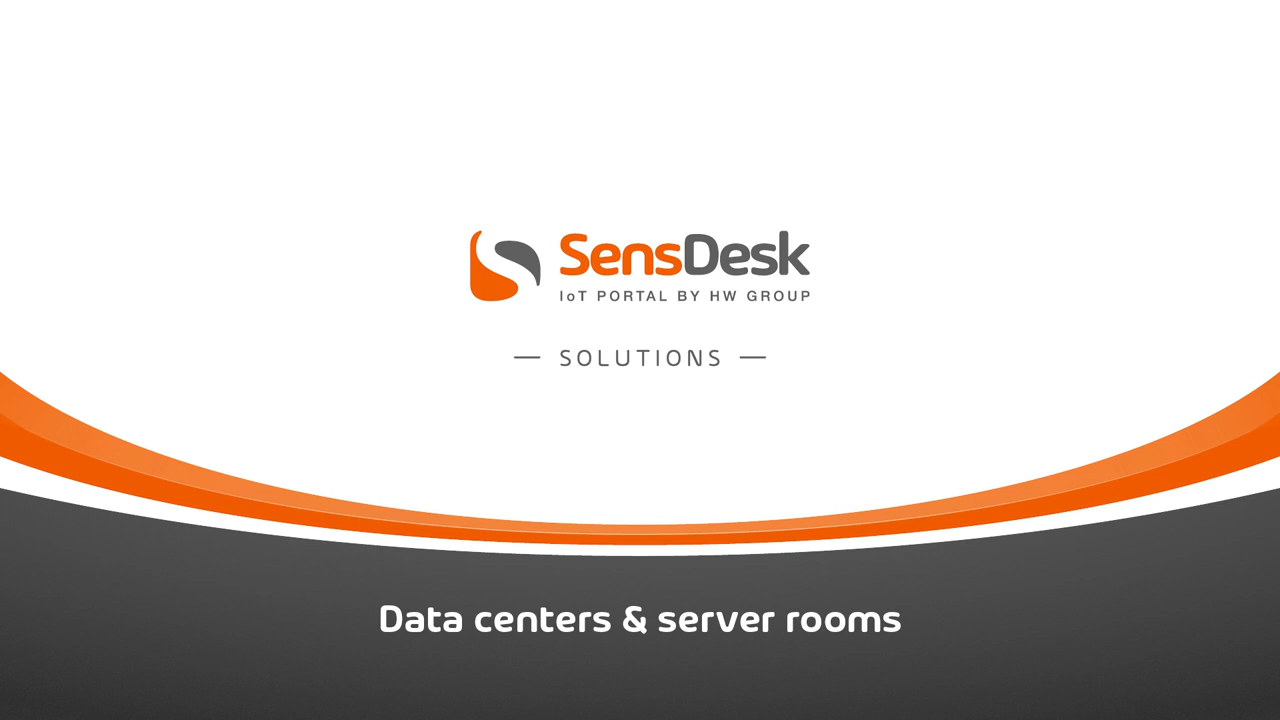 SensDesk
IoT PORTAL BY HW GROUP
— SOLUTIONS —
Data centers & server rooms